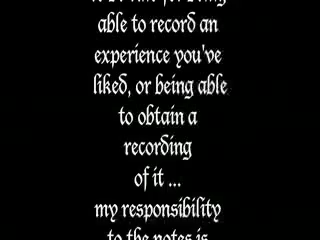 able to record an
experience you've
liked, or being able
to obtain a
recording
of it ...
my responsibility
to the notes is